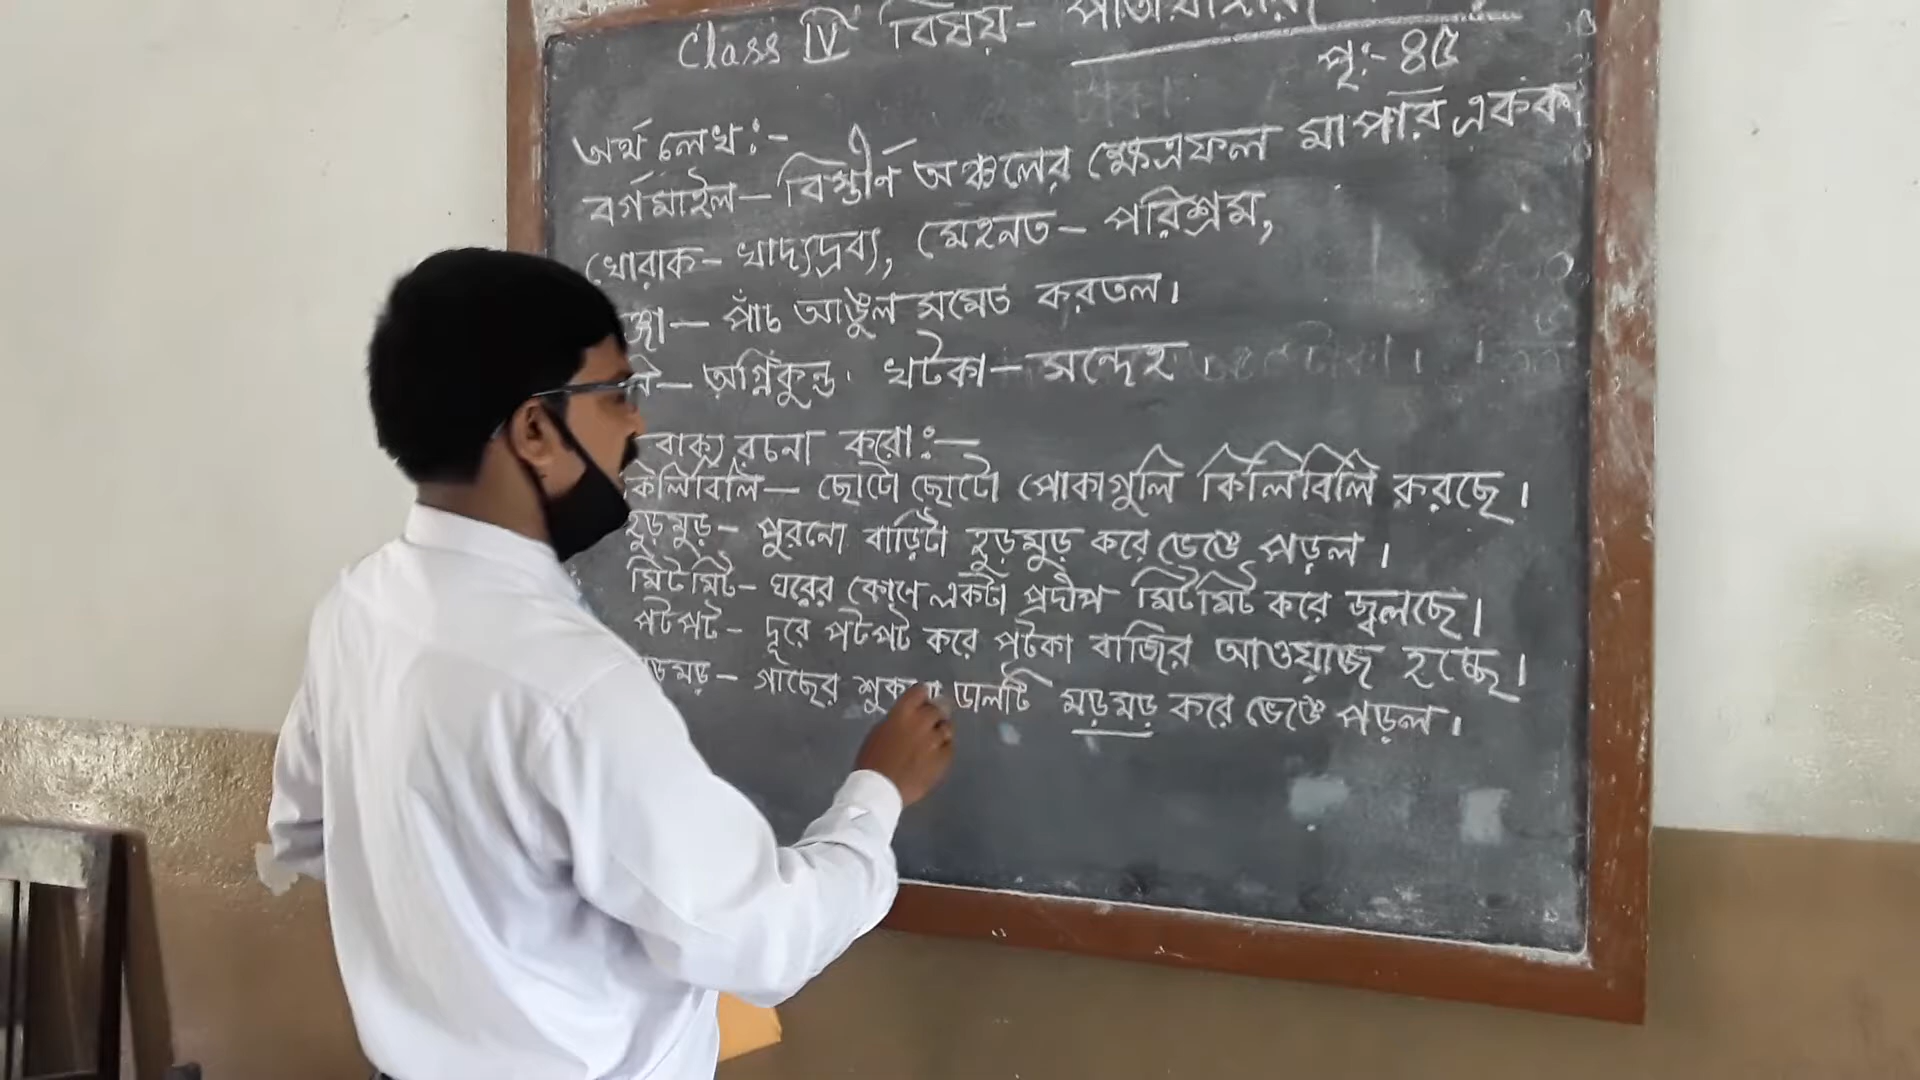 Class IV বিষয়- পাতাবাহার
পৃঃ- ৪৫
অর্থ লেখ:-
বর্গমাইল— বিস্তীর্ণ অঞ্চলের ক্ষেত্রফল মাপার একক
খোরাক- খাদ্যদ্রব্য, মেহনত- পরিশ্রম,
ঞ্জা— পাঁচ আঙুল সমেত করতল।
— অগ্নিকুন্ড। খটকা— সন্দেহ।
বাক্য রচনা করো:—
কিলিবিলি— ছোটো ছোটো পোকাগুলি কিলিবিলি করছে।
হুড়মুড়- পুরনো বাড়িটা হুড়মুড় করে ভেঙে পড়ল।
মিটমিট- ঘরের কোণে একটা প্রদীপ মিটমিট করে জ্বলছে।
পটপট- দূরে পটপট করে পটকা বাজির আওয়াজ হচ্ছে।
ড়মড়- গাছের ডালটি মড়মড় করে ভেঙে পড়ল।